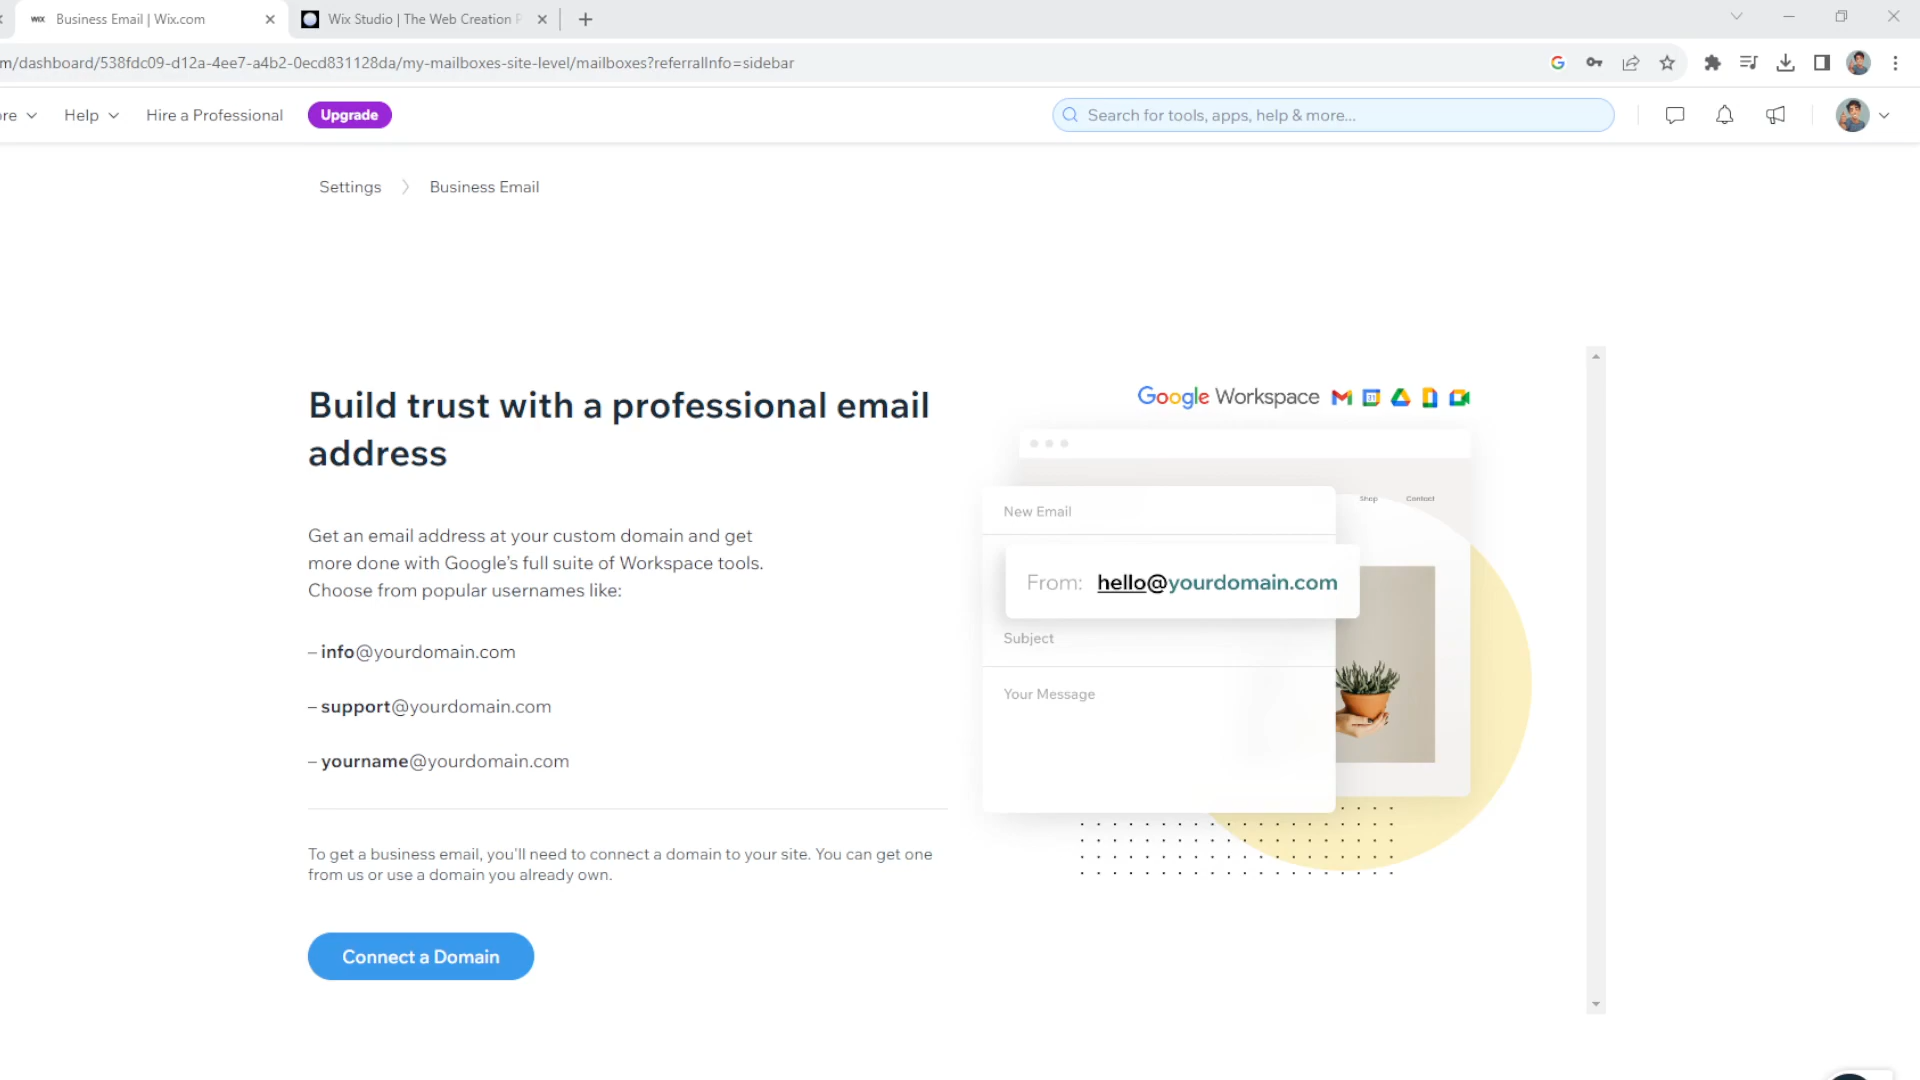 WIX Business Email | Wix.com
Wix Studio | The Web Creation P
m/dashboard/538fdc09-d12a-4ee7-a4b2-0ecd831128da/my-mailboxes-site-level/mailboxes?referralInfo=sidebar
Help
Hire a Professional
Upgrade
Search for tools, apps, help & more...
Settings
Business Email
Build trust with a professional email
address
Get an email address at your custom domain and get
more done with Google's full suite of Workspace tools.
Choose from popular usernames like:
– info@yourdomain.com
– support@yourdomain.com
– yourname@yourdomain.com
To get a business email, you'll need to connect a domain to your site. You can get one
from us or use a domain you already own.
Connect a Domain
Google Workspace
Shop
Contact
New Email
From: hello@yourdomain.com
Subject
Your Message